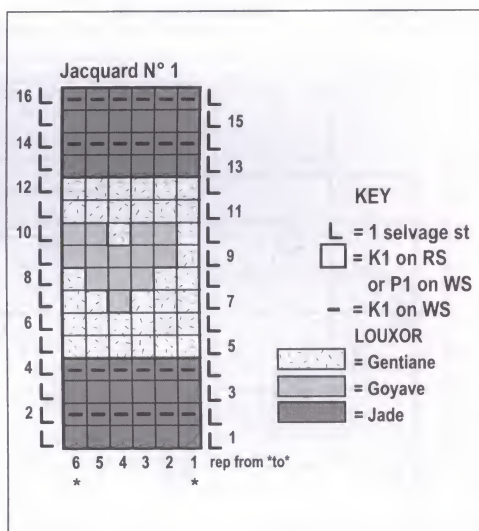 Jacquard N° 1
16 L – – – – – – L
L L 15
14 L – – – – – – L
L L 13
12 L L
L L 11
10 L L
L L 9
8 L L
L L 7
6 L L
L L 5
4 L – – – – – – L
L L 3
2 L – – – – – – L
L L 1
6 5 4 3 2 1 rep from *to*
* *
KEY
L = 1 selvage st
= K1 on RS
or P1 on WS
– = K1 on WS
LOUXOR
= Gentiane
= Goyave
= Jade